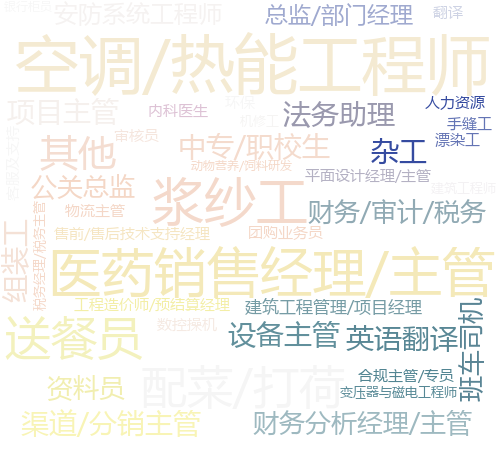 银行柜员
安防系统工程师
总监/部门经理
翻译
空调/热能工程师
项目主管
内科医生
环保
机修工
法务助理
人力资源
手缝工
漂染工
审核员
其他
中专/职校生
杂工
动物营养/饲料研发
平面设计经理/主管
公关总监
建筑工程师
浆纱工
物流主管
财务/审计/税务
组装工
税务经理/税务主管
售前/售后技术支持经理
团购业务员
医药销售经理/主管
工程造价师/预结算经理
建筑工程管理/项目经理
送餐员
数控操机
设备主管
英语翻译
班车司机
资料员
配菜/打荷
合规主管/专员
变压器与磁电工程师
渠道/分销主管
财务分析经理/主管